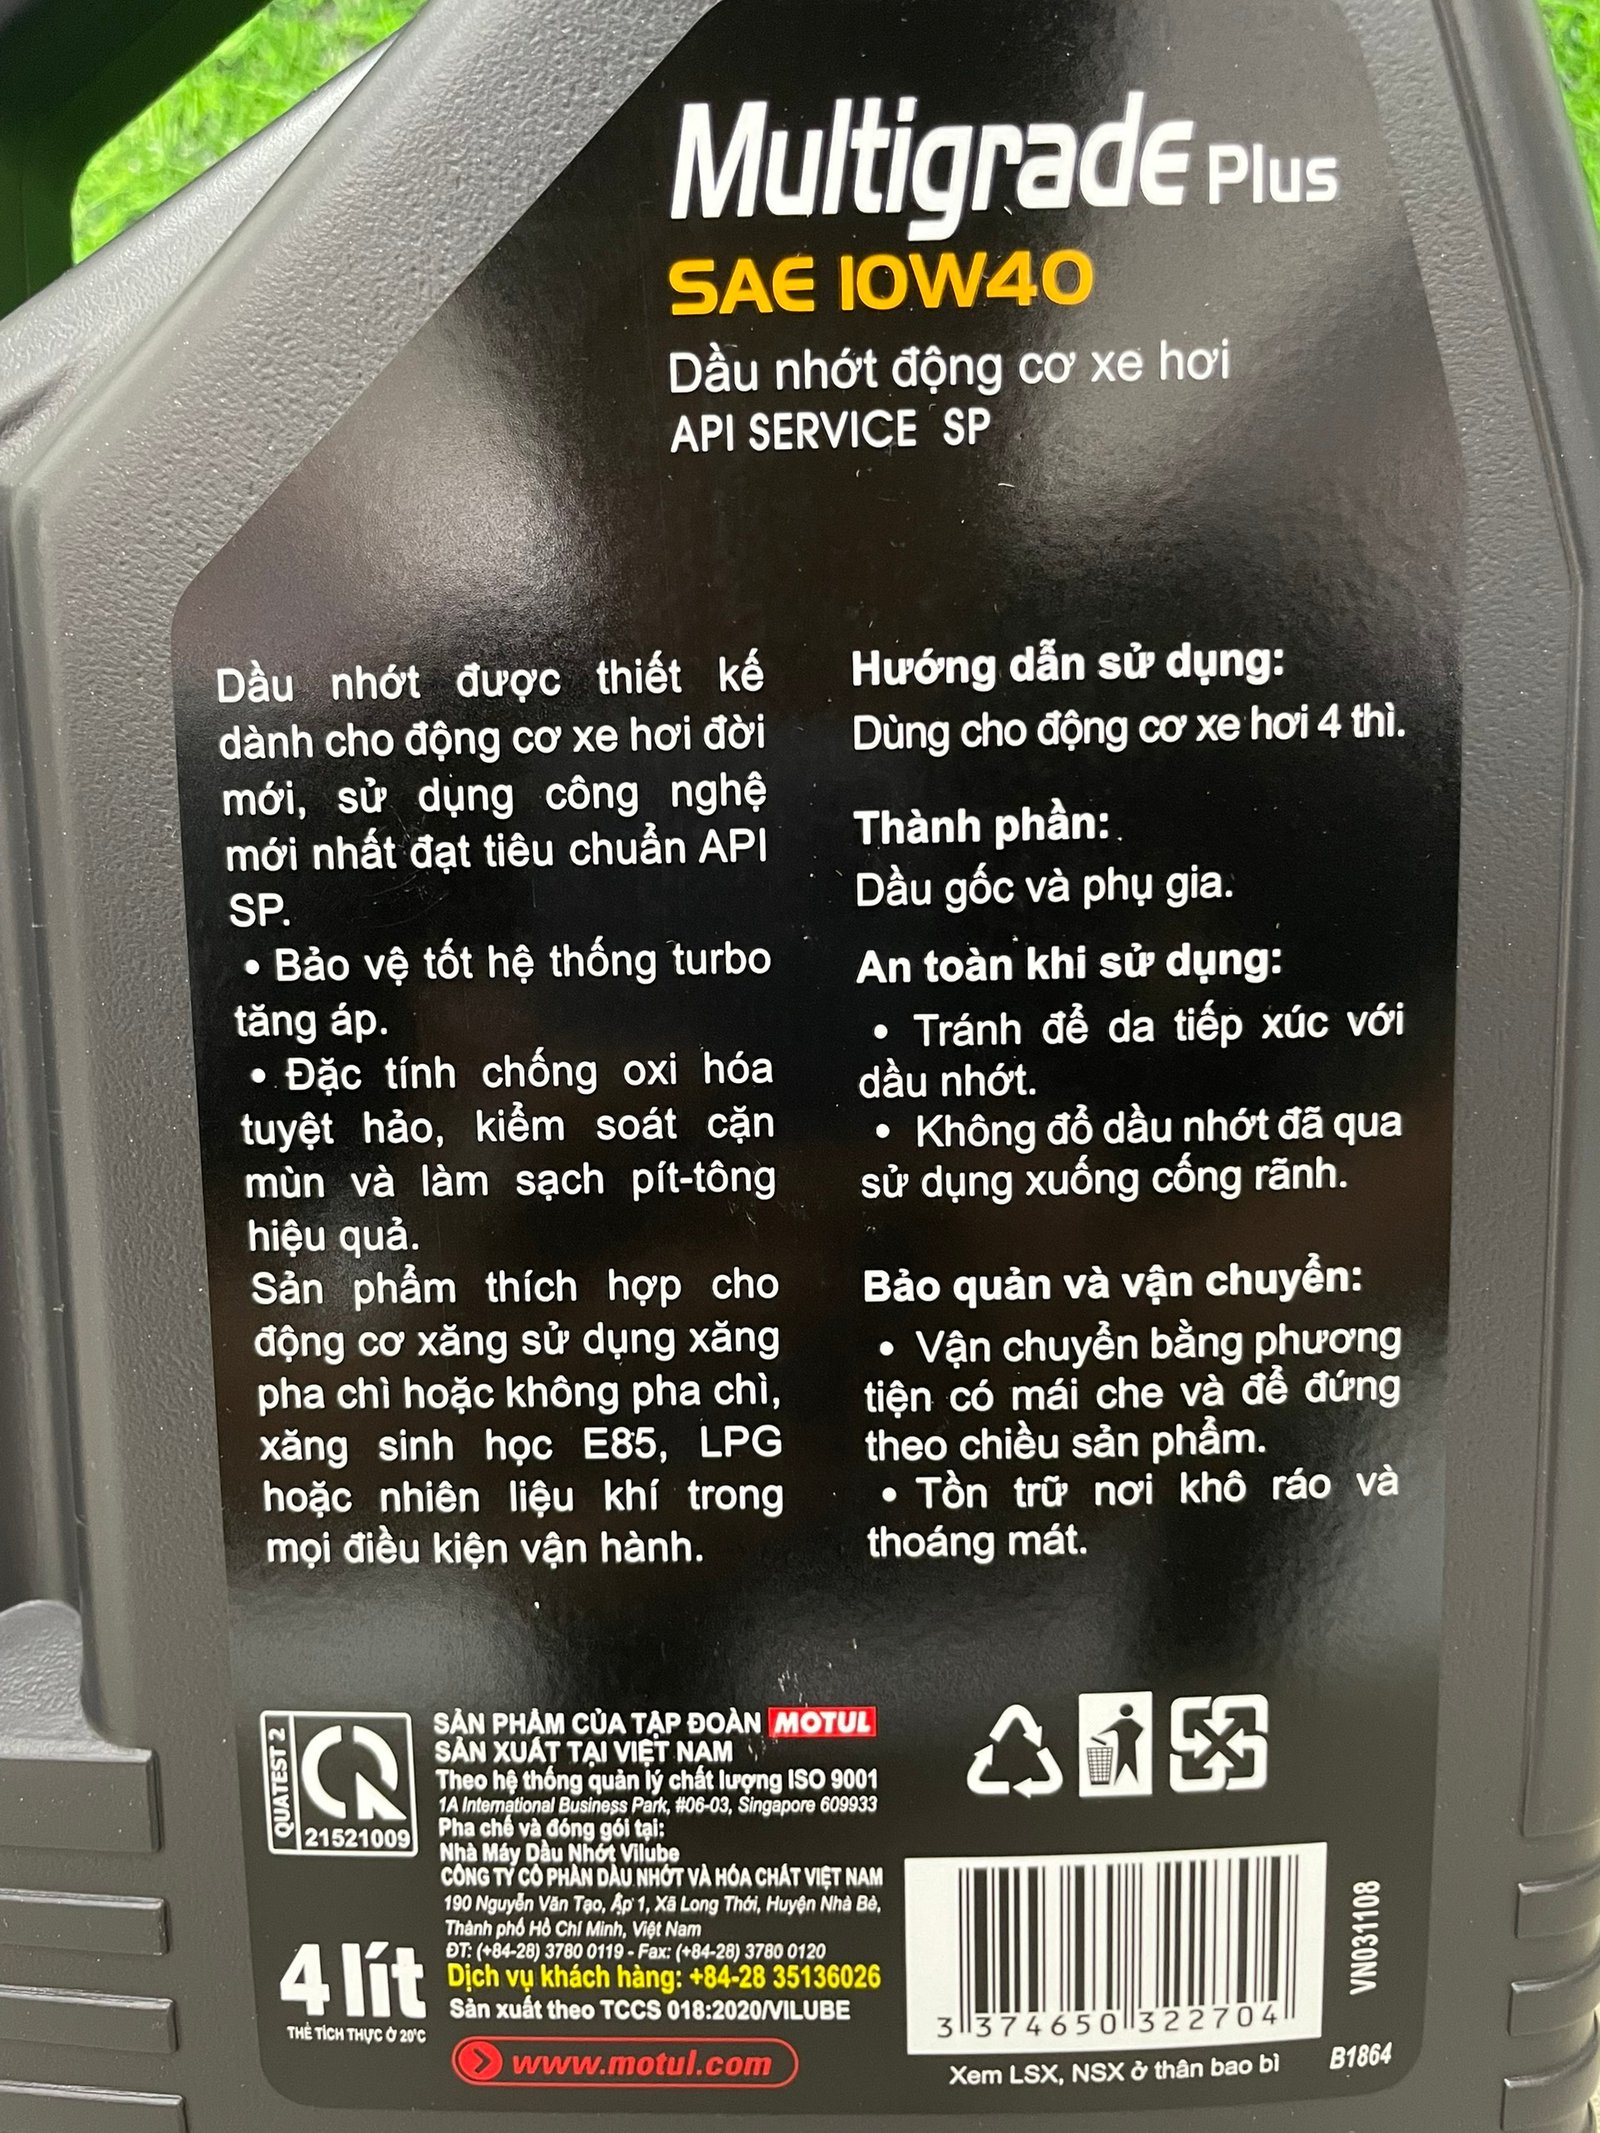 Multigrade Plus
SAE 10W40
Dầu nhớt động cơ xe hơi
API SERVICE SP
Dầu nhớt được thiết kế
dành cho động cơ xe hơi đời
mới, sử dụng công nghệ
mới nhất đạt tiêu chuẩn API
SP.
• Bảo vệ tốt hệ thống turbo
tăng áp.
• Đặc tính chống oxi hóa
tuyệt hảo, kiểm soát cặn
mùn và làm sạch pít-tông
hiệu quả.
Sản phẩm thích hợp cho
động cơ xăng sử dụng xăng
pha chì hoặc không pha chì,
xăng sinh học E85, LPG
hoặc nhiên liệu khí trong
mọi điều kiện vận hành.
Hướng dẫn sử dụng:
Dùng cho động cơ xe hơi 4 thì.
Thành phần:
Dầu gốc và phụ gia.
An toàn khi sử dụng:
• Tránh để da tiếp xúc với
dầu nhớt.
• Không đổ dầu nhớt đã qua
sử dụng xuống cống rãnh.
Bảo quản và vận chuyển:
• Vận chuyển bằng phương
tiện có mái che và để đứng
theo chiều sản phẩm.
• Tồn trữ nơi khô ráo và
thoáng mát.
QUATEST 2
21521009
4 lít
THỂ TÍCH THỰC Ở 20°C
SẢN PHẨM CỦA TẬP ĐOÀN MOTUL
SẢN XUẤT TẠI VIỆT NAM
Theo hệ thống quản lý chất lượng ISO 9001
1A International Business Park, #06-03, Singapore 609933
Pha chế và đóng gói tại:
Nhà Máy Dầu Nhớt Vilube
CÔNG TY CỔ PHẦN DẦU NHỚT VÀ HÓA CHẤT VIỆT NAM
190 Nguyễn Văn Tạo, Ấp 1, Xã Long Thới, Huyện Nhà Bè,
Thành phố Hồ Chí Minh, Việt Nam
ĐT: (+84-28) 3780 0119 - Fax: (+84-28) 3780 0120
Dịch vụ khách hàng: +84-28 35136026
Sản xuất theo TCCS 018:2020/VILUBE
www.motul.com
3 374650 322704
Xem LSX, NSX ở thân bao bì
VN031108
B1864